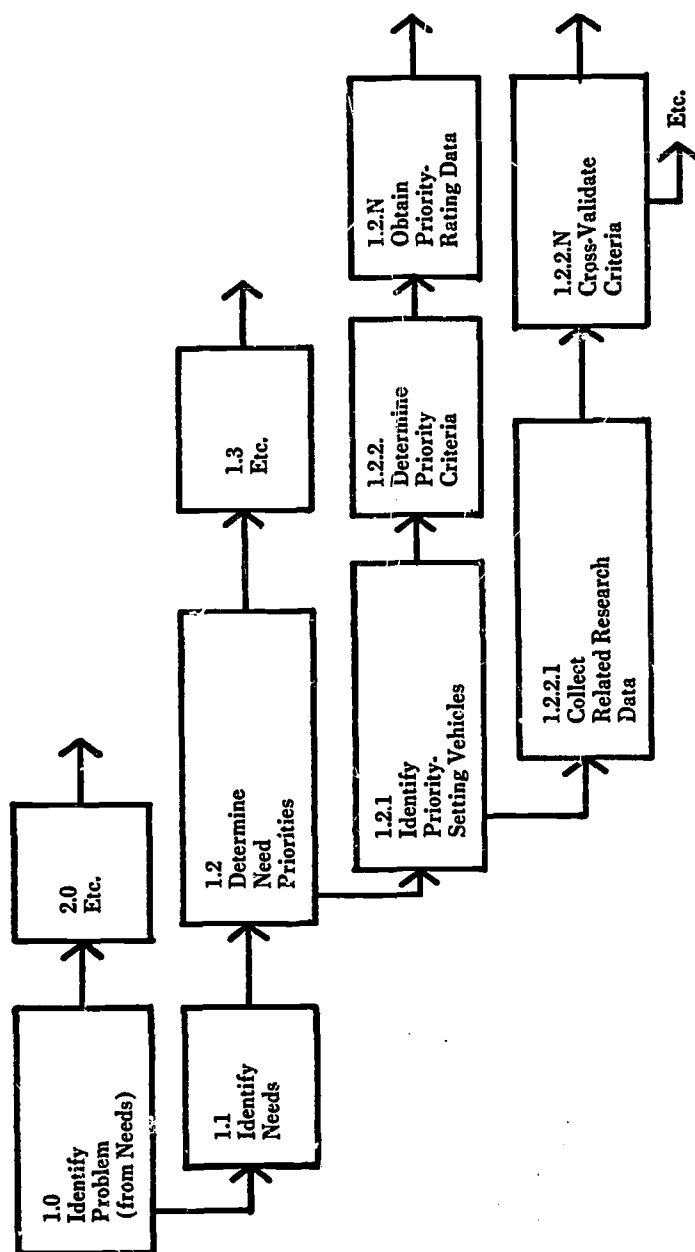 1.0
Identify
Problem
(from Needs)
2.0
Etc.
1.1
Identify
Needs
1.2
Determine
Need
Priorities
1.3
Etc.
1.2.1
Identify
Priority-
Setting Vehicles
1.2.2.
Determine
Priority
Criteria
1.2.N
Obtain
Priority-
Rating Data
1.2.2.1
Collect
Related Research
Data
1.2.2.N
Cross-Validate
Criteria
Etc.